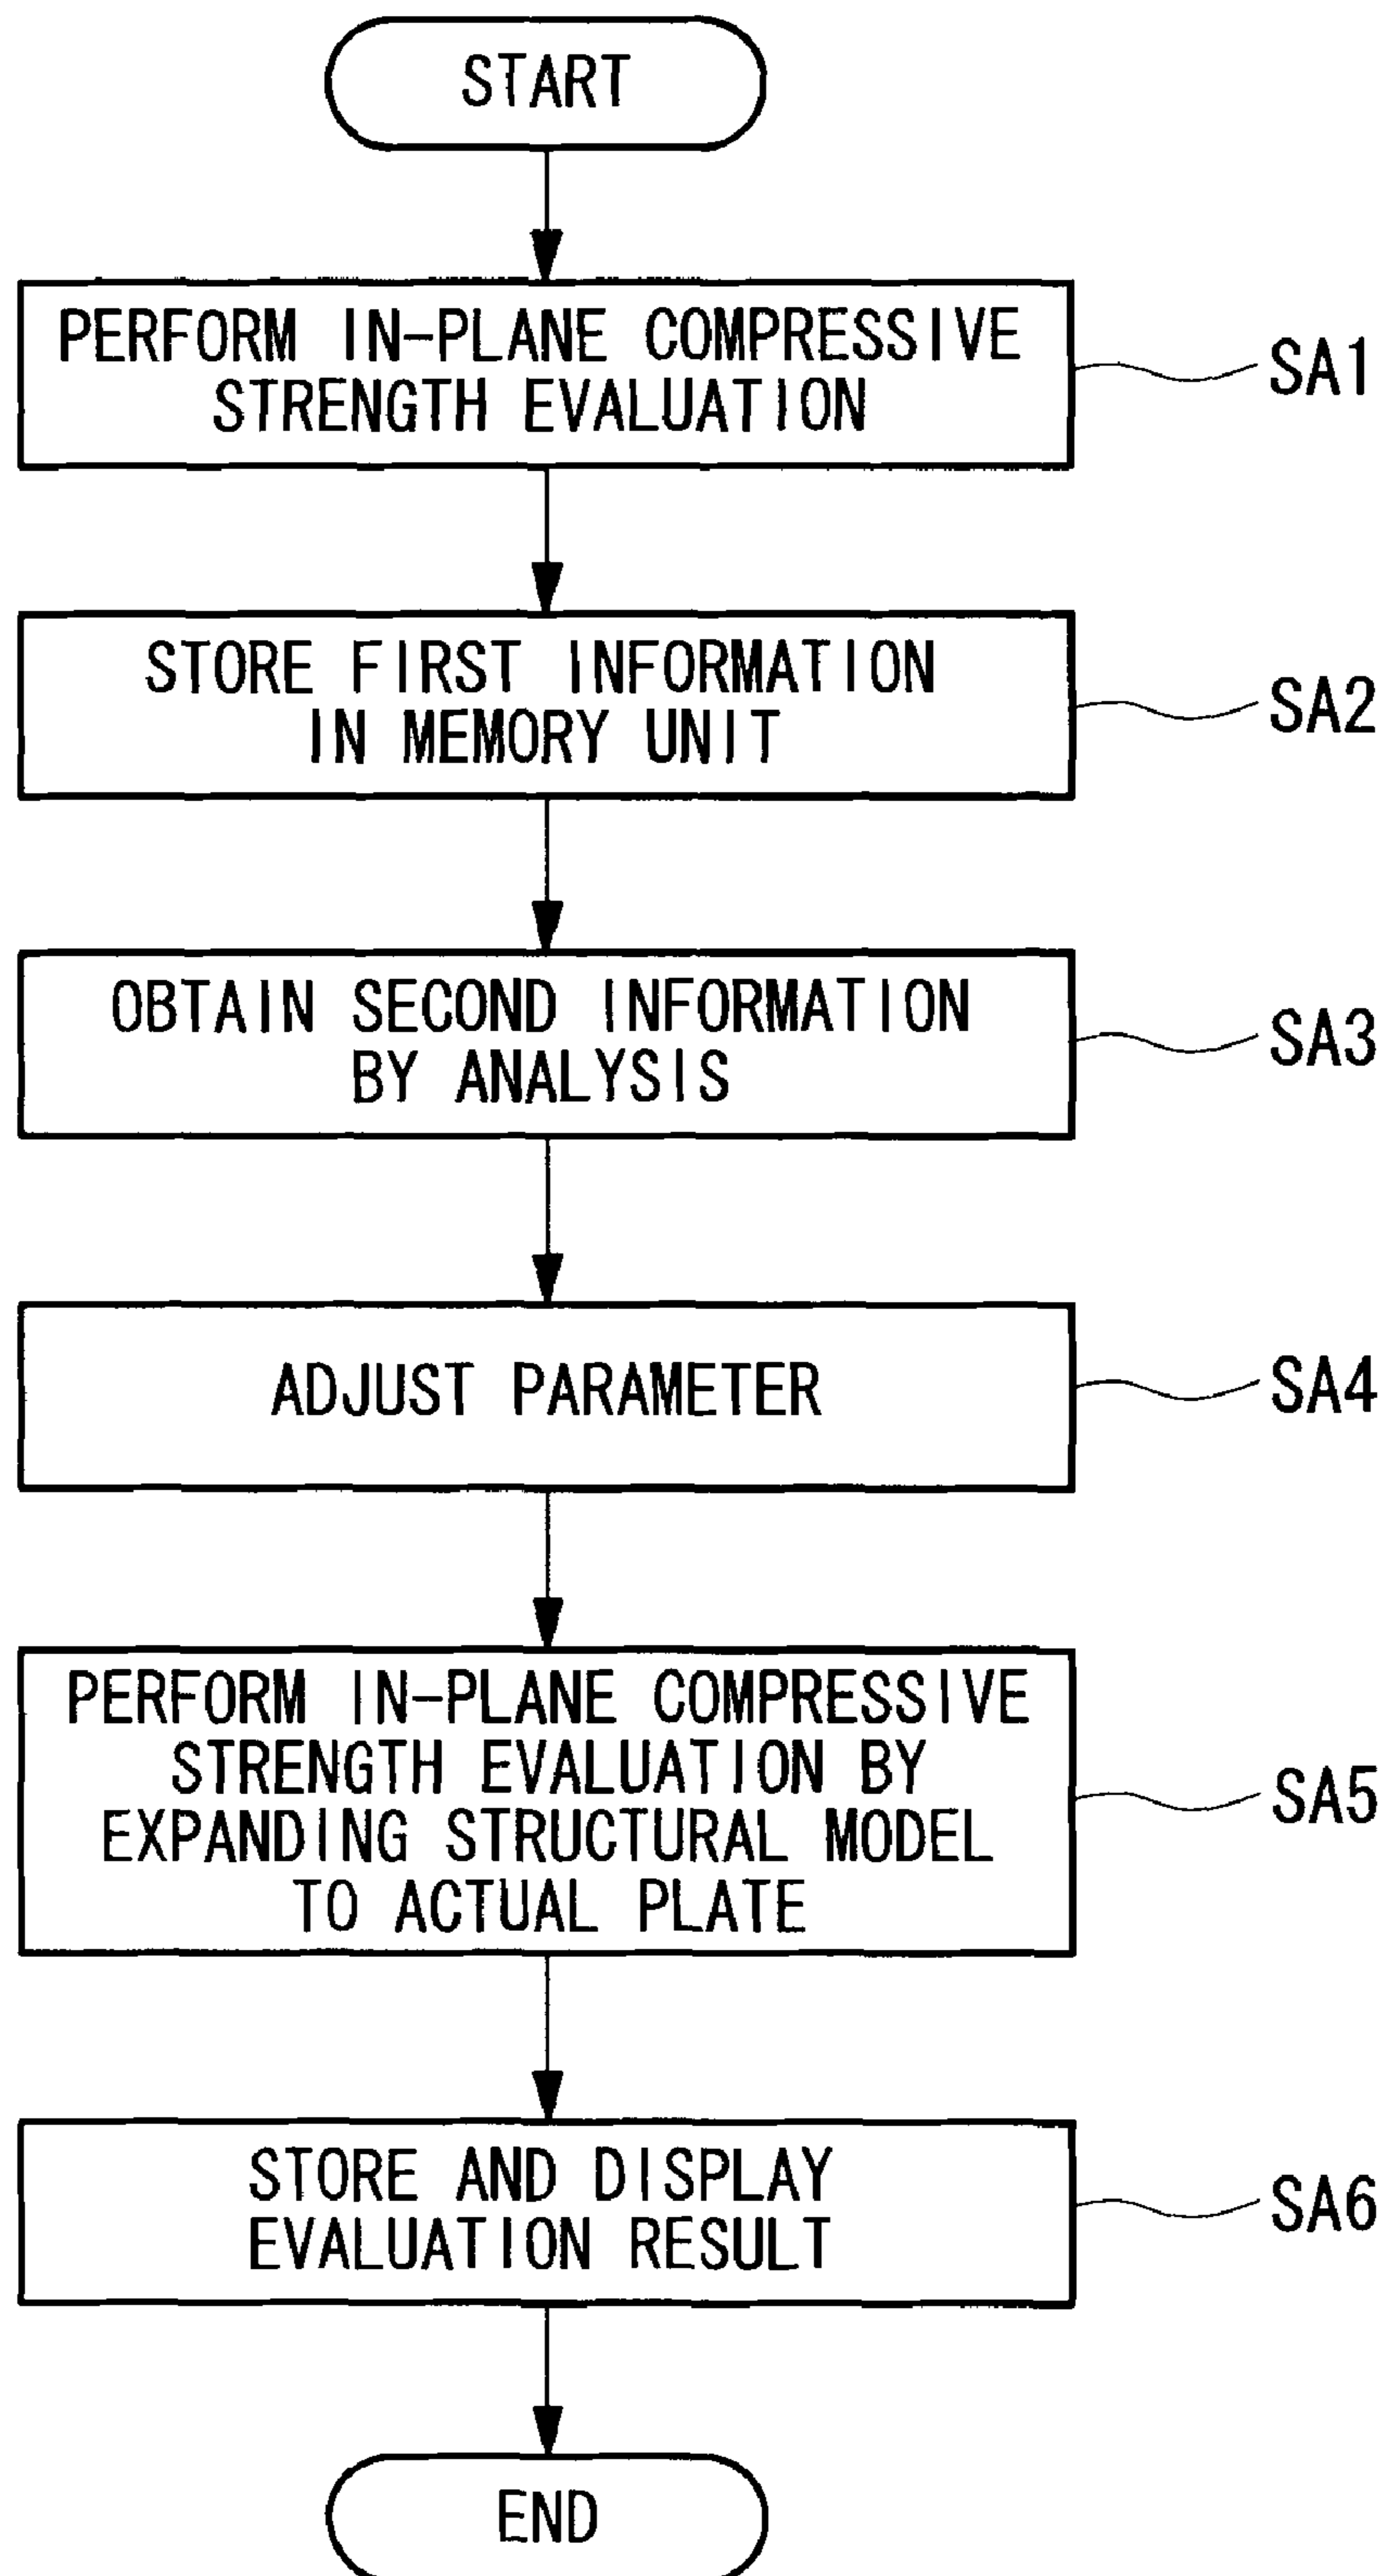 START
PERFORM IN-PLANE COMPRESSIVE
STRENGTH EVALUATION
SA1
STORE FIRST INFORMATION
IN MEMORY UNIT
SA2
OBTAIN SECOND INFORMATION
BY ANALYSIS
SA3
ADJUST PARAMETER
SA4
PERFORM IN-PLANE COMPRESSIVE
STRENGTH EVALUATION BY
EXPANDING STRUCTURAL MODEL
TO ACTUAL PLATE
SA5
STORE AND DISPLAY
EVALUATION RESULT
SA6
END